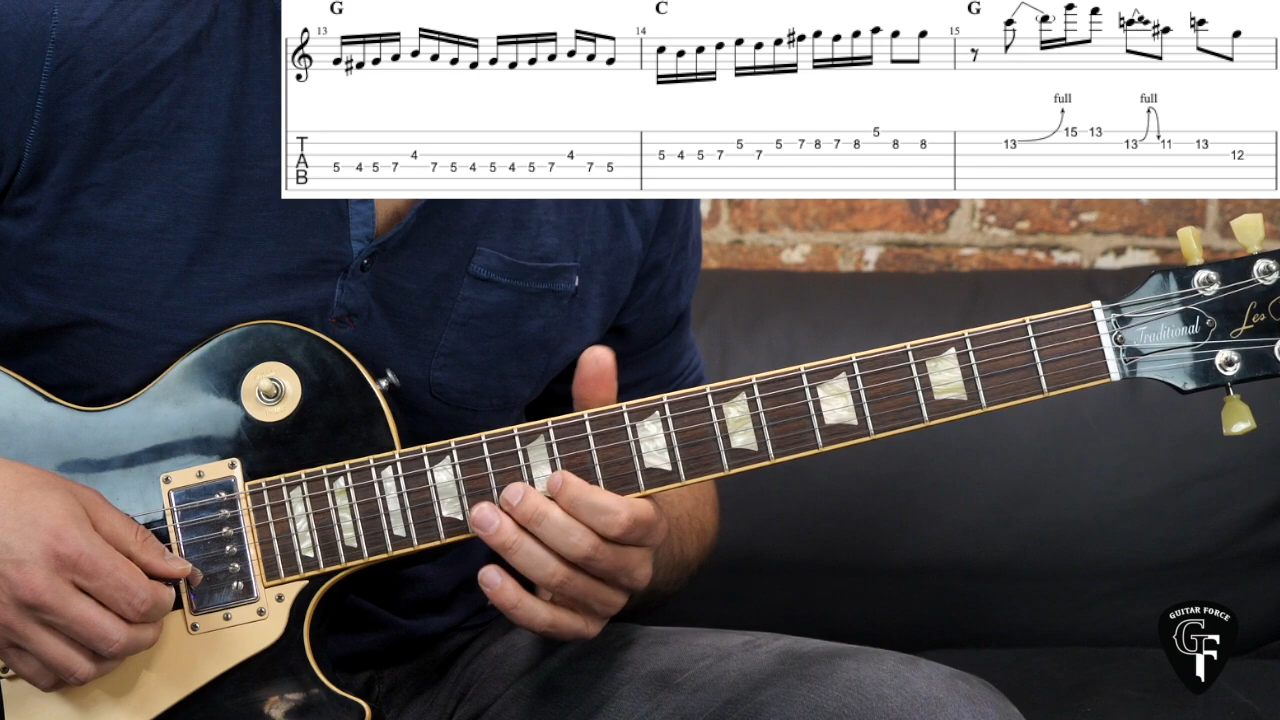 G C G
13 14 15
full full
T
A
B
5 4 5 7 4 7 5 4 5 4 5 7 4 7 5
5 4 5 7 5 7 5 7 8 7 8 5 8 8
13 15 13 13 11 13 12
Traditional
Les
GUITAR FORCE
GF